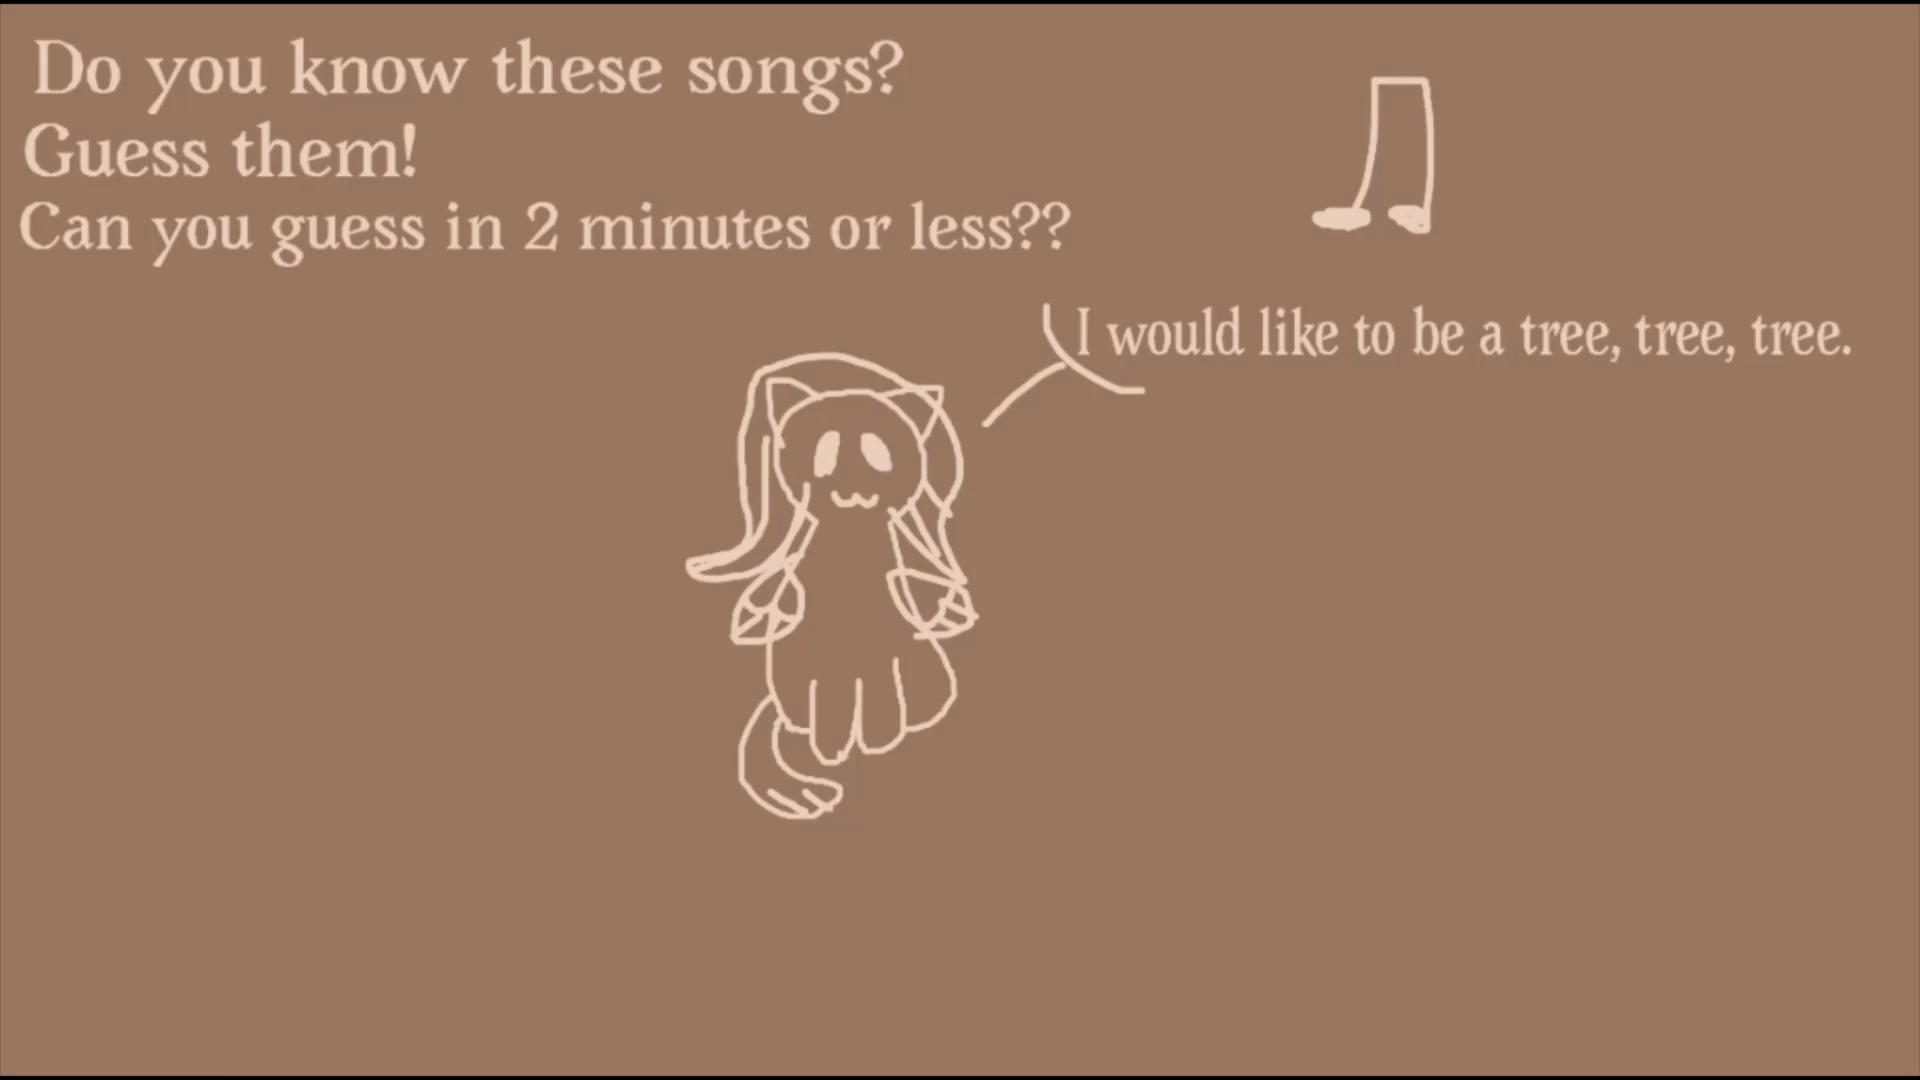 Do you know these songs?
Guess them!
Can you guess in 2 minutes or less??
I would like to be a tree, tree, tree.